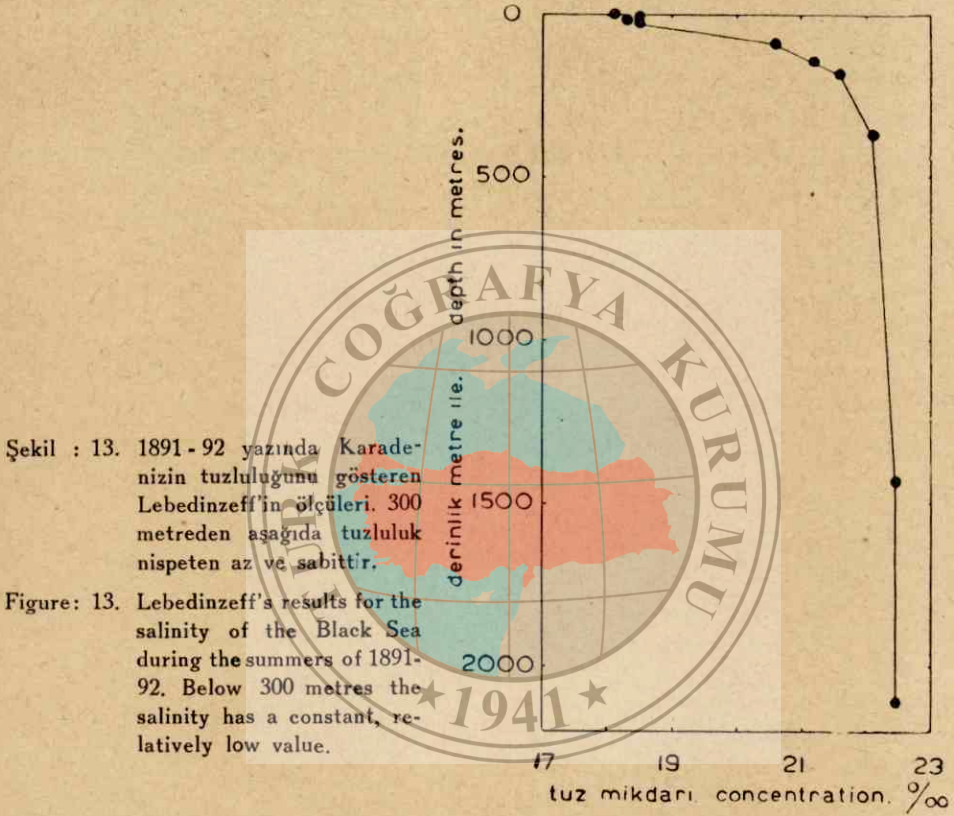 0
500
1000
1500
2000
derinlik metre ile. depth in metres.
17 19 21 23
tuz mikdarı. concentration. ‰
Şekil : 13. 1891 - 92 yazında Karade-
nizin tuzluluğunu gösteren
Lebedinzeff'in ölçüleri. 300
metreden aşağıda tuzluluk
nispeten az ve sabittir.
Figure: 13. Lebedinzeff's results for the
salinity of the Black Sea
during the summers of 1891-
92. Below 300 metres the
salinity has a constant, re-
latively low value.
TÜRK COĞRAFYA KURUMU
★ 1941 ★